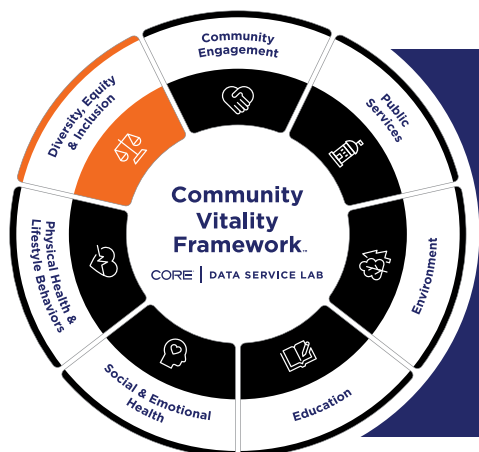 Community
Engagement
Public
Services
Environment
Education
Social & Emotional
Health
Physical Health &
Lifestyle Behaviors
Diversity, Equity
& Inclusion
Community
Vitality
Framework™
CORE | DATA SERVICE LAB